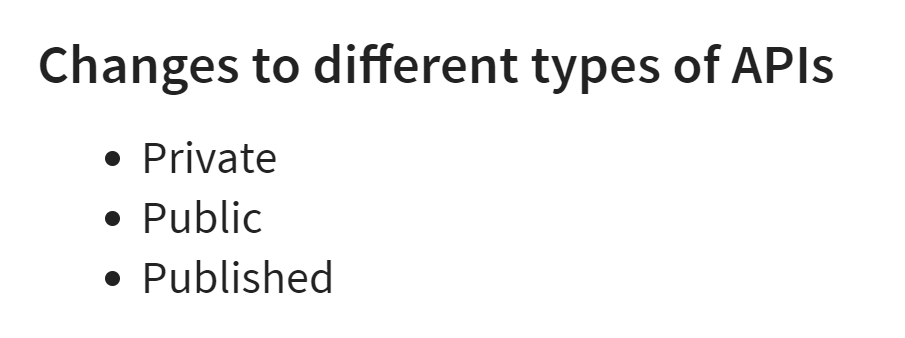 Changes to different types of APIs
• Private
• Public
• Published